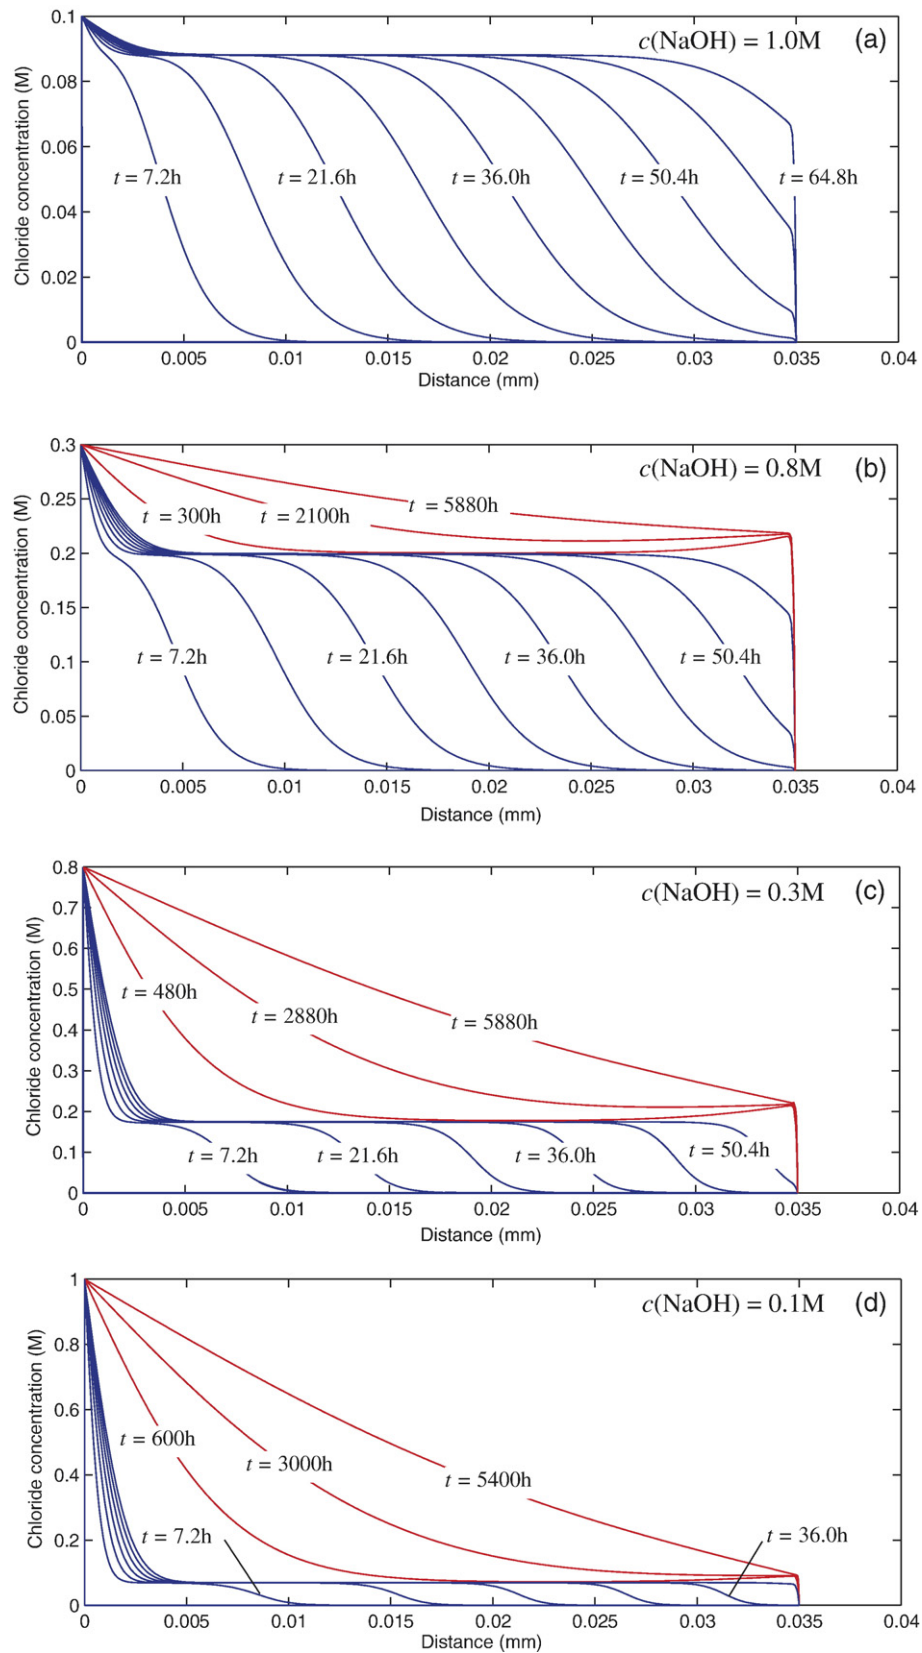 0.1
0.08
0.06
0.04
0.02
0
Chloride concentration (M)
c(NaOH) = 1.0M (a)
t = 7.2h t = 21.6h t = 36.0h t = 50.4h t = 64.8h
0 0.005 0.01 0.015 0.02 0.025 0.03 0.035 0.04
Distance (mm)
0.3
0.25
0.2
0.15
0.1
0.05
0
Chloride concentration (M)
c(NaOH) = 0.8M (b)
t = 300h t = 2100h t = 5880h
t = 7.2h t = 21.6h t = 36.0h t = 50.4h
0 0.005 0.01 0.015 0.02 0.025 0.03 0.035 0.04
Distance (mm)
0.8
0.7
0.6
0.5
0.4
0.3
0.2
0.1
0
Chloride concentration (M)
c(NaOH) = 0.3M (c)
t = 480h
t = 2880h t = 5880h
t = 7.2h t = 21.6h t = 36.0h t = 50.4h
0 0.005 0.01 0.015 0.02 0.025 0.03 0.035 0.04
Distance (mm)
1
0.8
0.6
0.4
0.2
0
Chloride concentration (M)
c(NaOH) = 0.1M (d)
t = 600h
t = 3000h
t = 5400h
t = 7.2h t = 36.0h
0 0.005 0.01 0.015 0.02 0.025 0.03 0.035 0.04
Distance (mm)